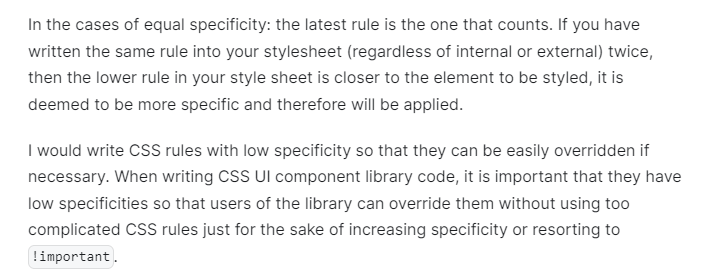 In the cases of equal specificity: the latest rule is the one that counts. If you have
written the same rule into your stylesheet (regardless of internal or external) twice,
then the lower rule in your style sheet is closer to the element to be styled, it is
deemed to be more specific and therefore will be applied.
I would write CSS rules with low specificity so that they can be easily overridden if
necessary. When writing CSS UI component library code, it is important that they have
low specificities so that users of the library can override them without using too
complicated CSS rules just for the sake of increasing specificity or resorting to
!important.